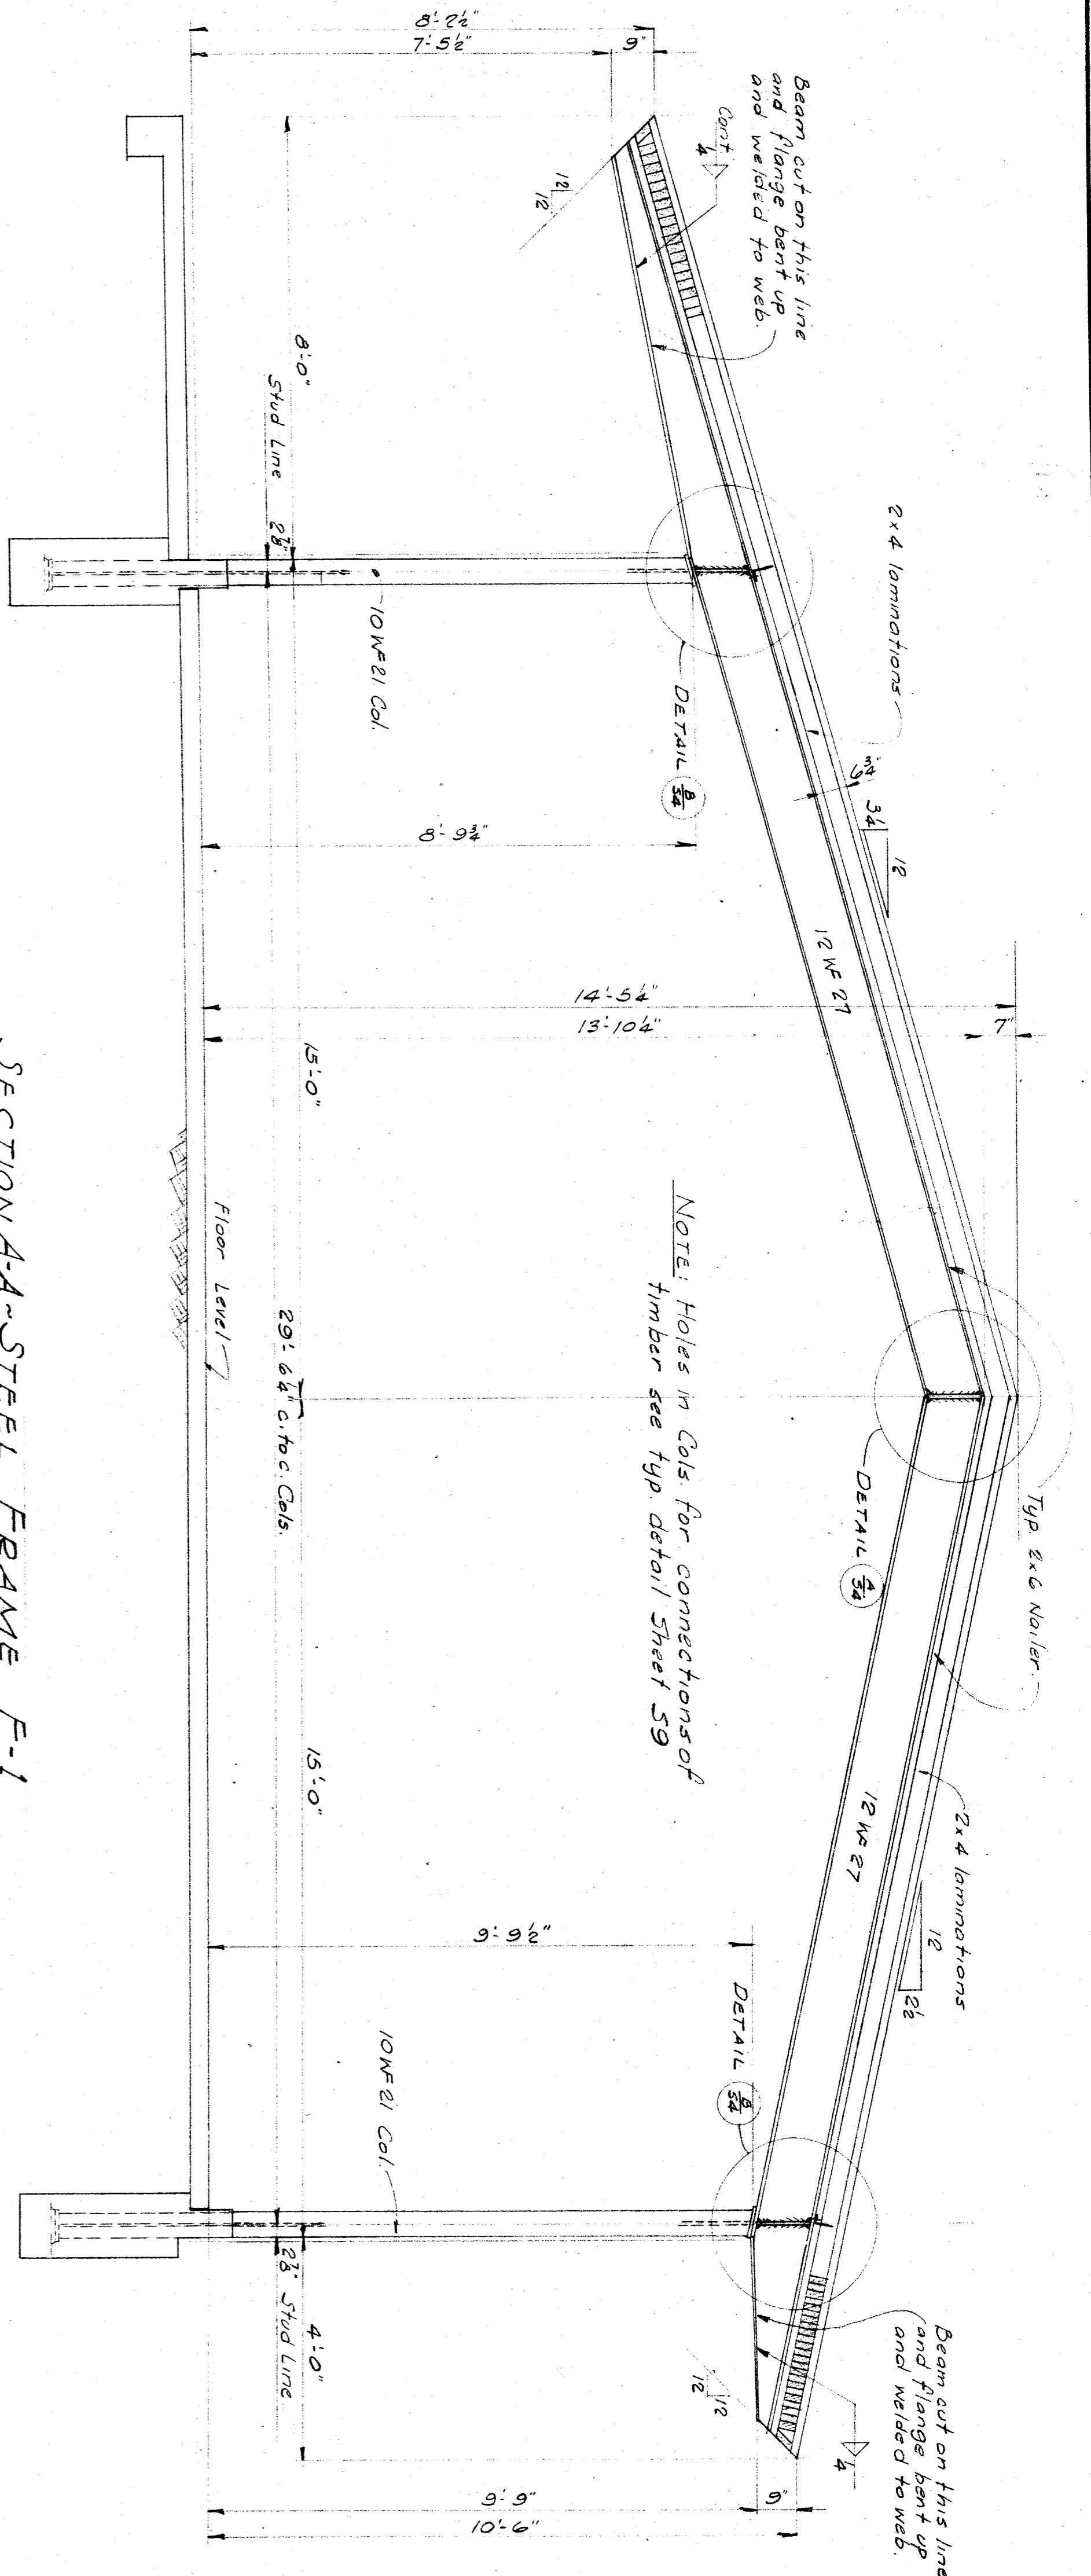 8'-2½"
7'-5½"
9"
Beam cut on this line
and flange bent up
and welded to web.
Cont.
4
12
12
8'-0"
Stud Line
2⅞"
10WF21 Col.
2x4 laminations
DETAIL B/54
8'-9¾"
6¾"
3¼
12
12WF27
14'-5¼"
13'-10¼"
7"
15'-0"
Floor Level
29'-6¼" c. to c. Cols.
NOTE: Holes in Cols. for connections of
timber see typ. detail Sheet 59
Typ. 2x6 Nailer.
DETAIL A/54
15'-0"
12WF27
2x4 laminations
12
2½
9'-9½"
DETAIL B/54
10WF21 Col.
2⅞" Stud Line
4'-0"
12
12
4
Beam cut on this line
and flange bent up
and welded to web.
9'-9"
9"
10'-6"
SECTION A-A~STEEL FRAME F-1